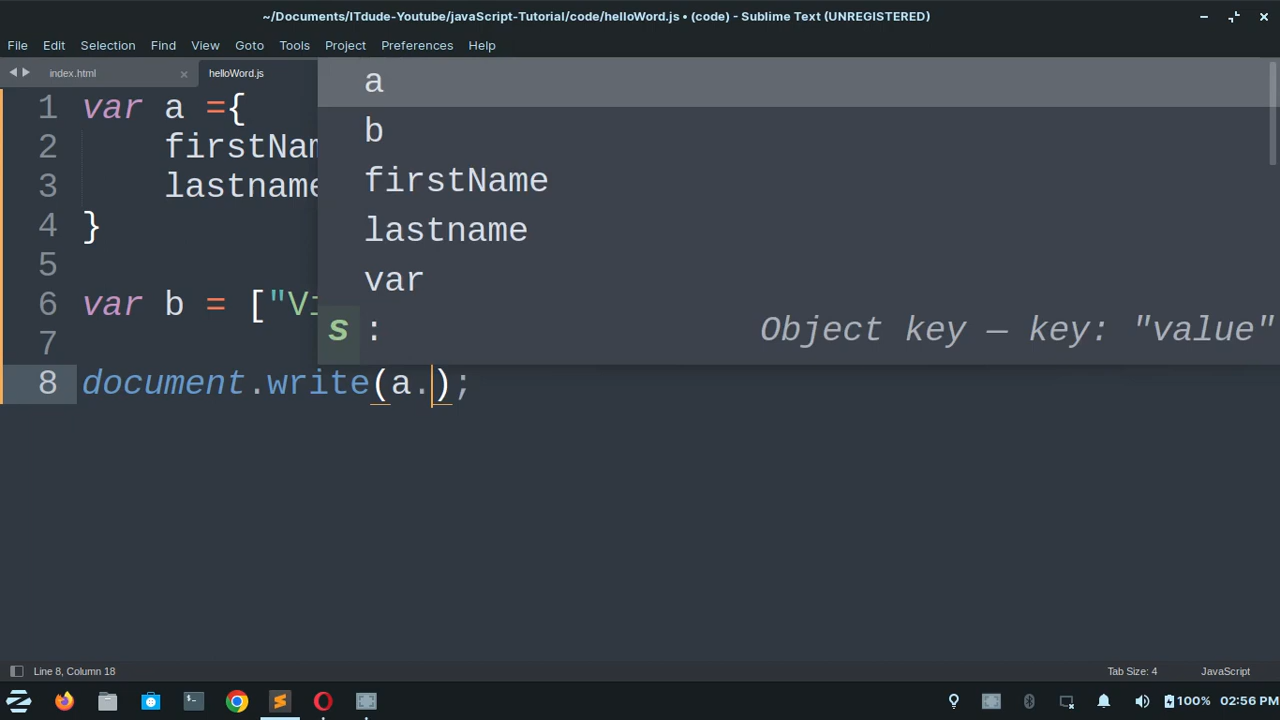 ~/Documents/ITdude-Youtube/javaScript-Tutorial/code/helloWord.js • (code) - Sublime Text (UNREGISTERED)
File Edit Selection Find View Goto Tools Project Preferences Help
index.html helloWord.js
1 var a ={
2 firstNam
3 lastname
4 }
5
6 var b = ["Vi
7
8 document.write(a.);
a
b
firstName
lastname
var
s : Object key — key: "value"
Line 8, Column 18 Tab Size: 4 JavaScript
100% 02:56 PM